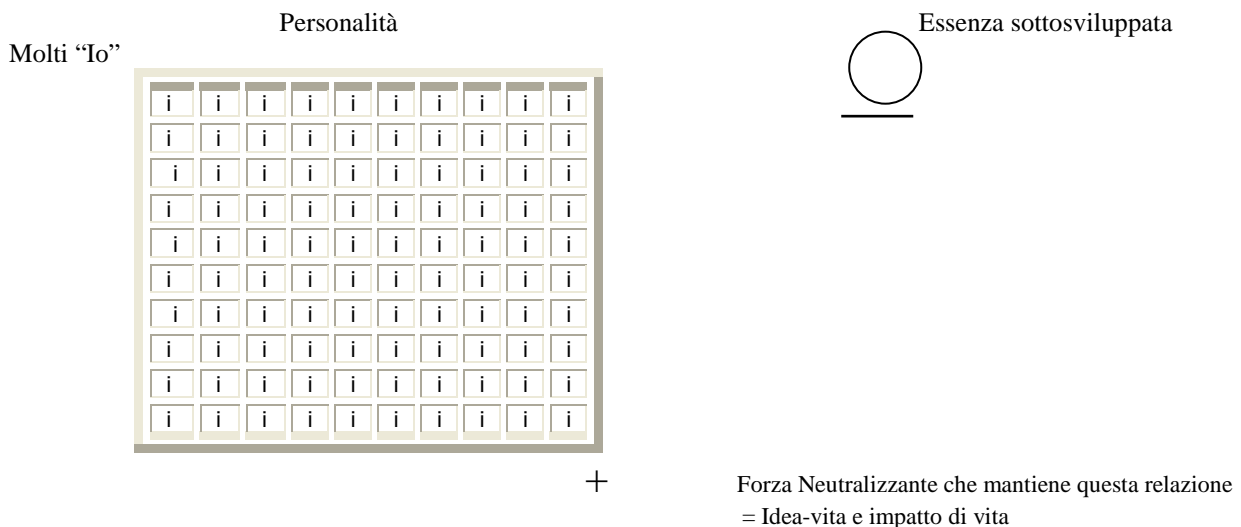 Personalità Essenza sottosviluppata
Molti “Io”
i i i i i i i i i i
i i i i i i i i i i
i i i i i i i i i i
i i i i i i i i i i
i i i i i i i i i i
i i i i i i i i i i
i i i i i i i i i i
i i i i i i i i i i
i i i i i i i i i i
i i i i i i i i i i
+ Forza Neutralizzante che mantiene questa relazione
= Idea-vita e impatto di vita